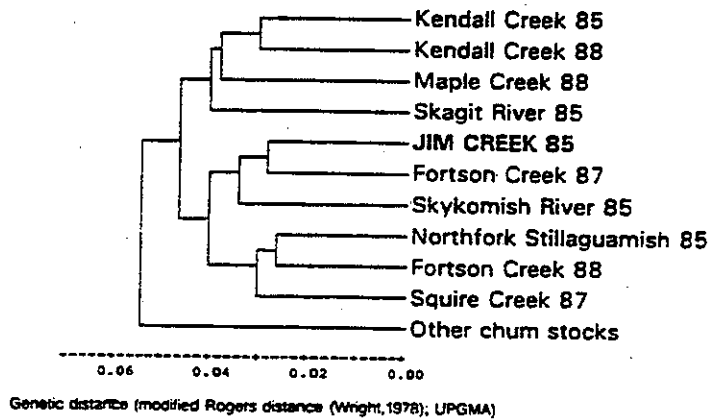 Kendall Creek 85
Kendall Creek 88
Maple Creek 88
Skagit River 85
JIM CREEK 85
Fortson Creek 87
Skykomish River 85
Northfork Stillaguamish 85
Fortson Creek 88
Squire Creek 87
Other chum stocks
0.06 0.04 0.02 0.00
Genetic distance (modified Rogers distance (Wright,1978); UPGMA)